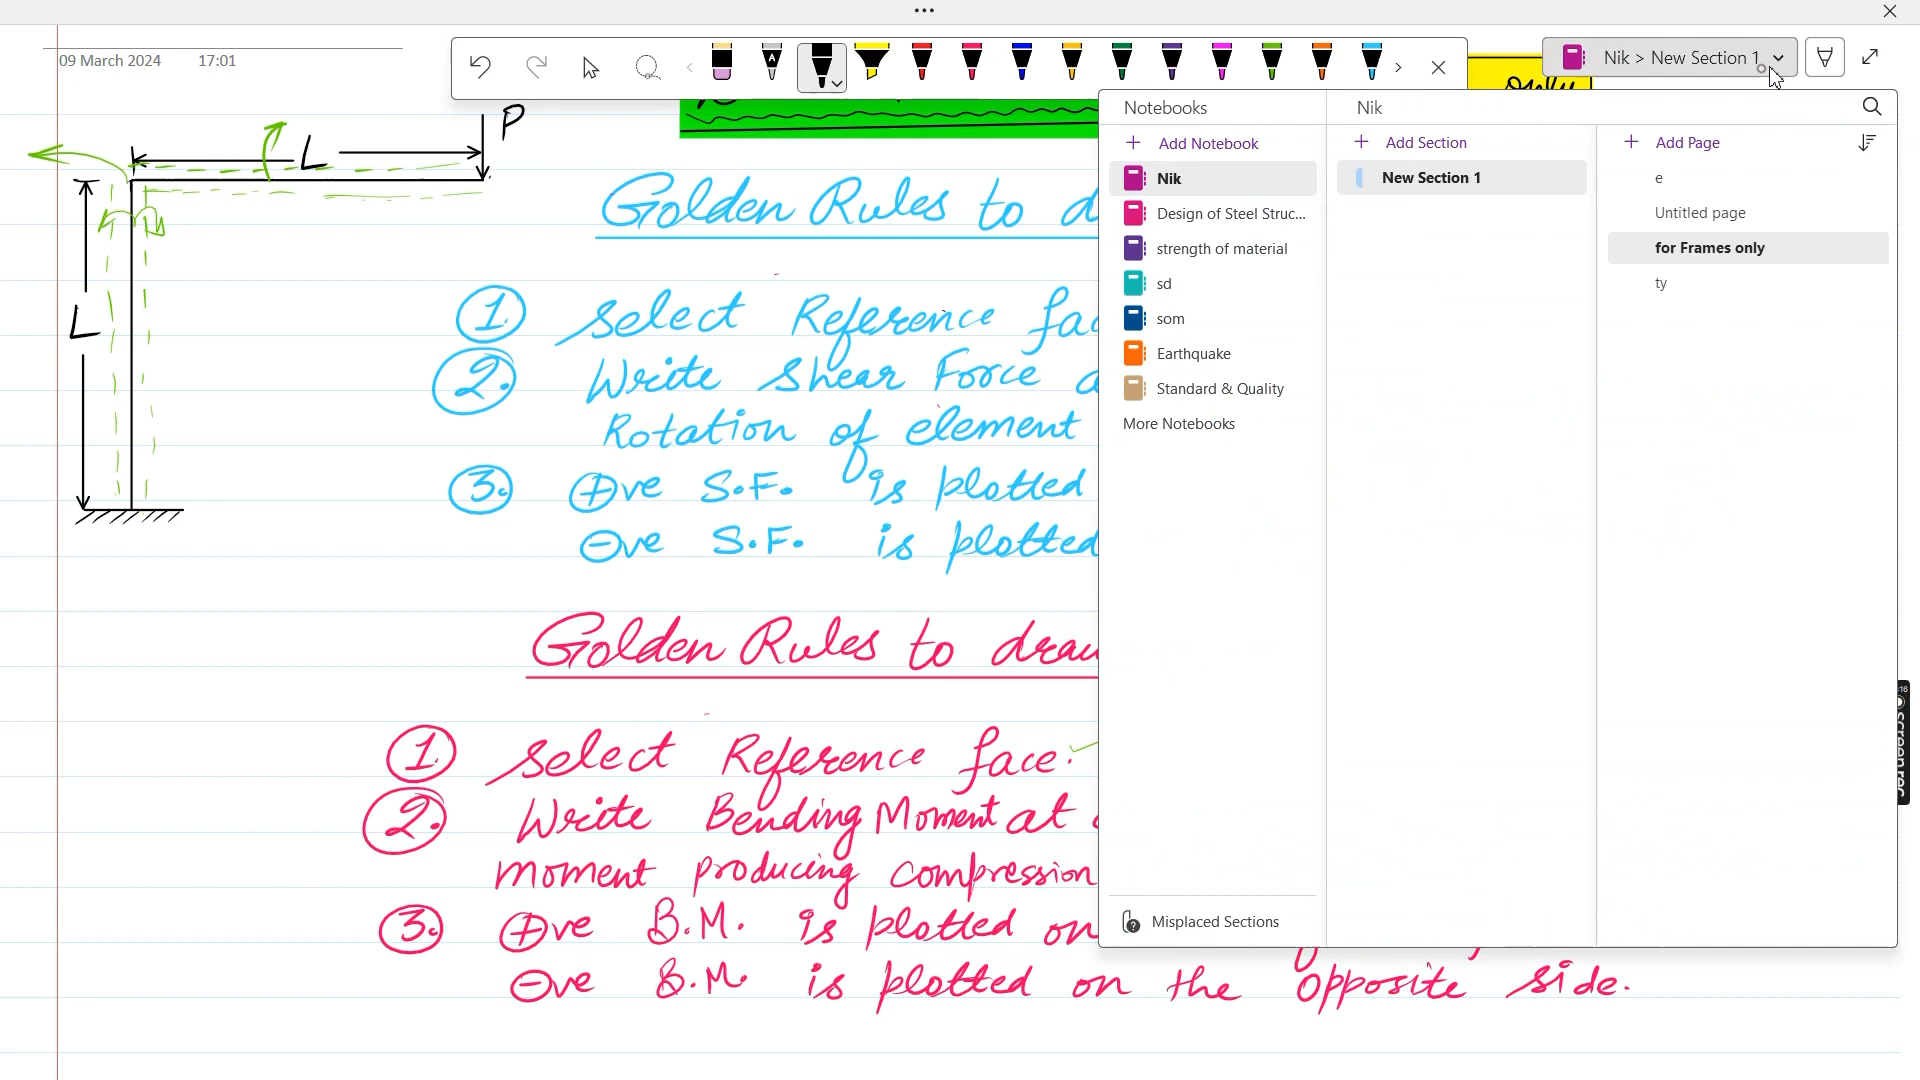 09 March 2024 17:01
A
Nik > New Section 1
only
Notebooks
Nik
Add Notebook
Add Section
Add Page
Nik
New Section 1
e
Design of Steel Struc...
Untitled page
strength of material
for Frames only
sd
ty
som
Earthquake
Standard & Quality
More Notebooks
Misplaced Sections
P
L
L
Golden Rules to d
1. Select Reference fac
2. Write Shear Force a
Rotation of element
3. ⊕ve S.F. is plotted
⊖ve S.F. is plotted
Golden Rules to draw
1. Select Reference face.
2. Write Bending Moment at
moment producing compression
3. ⊕ve B.M. is plotted on
⊖ve B.M. is plotted on the opposite side.
screenrec